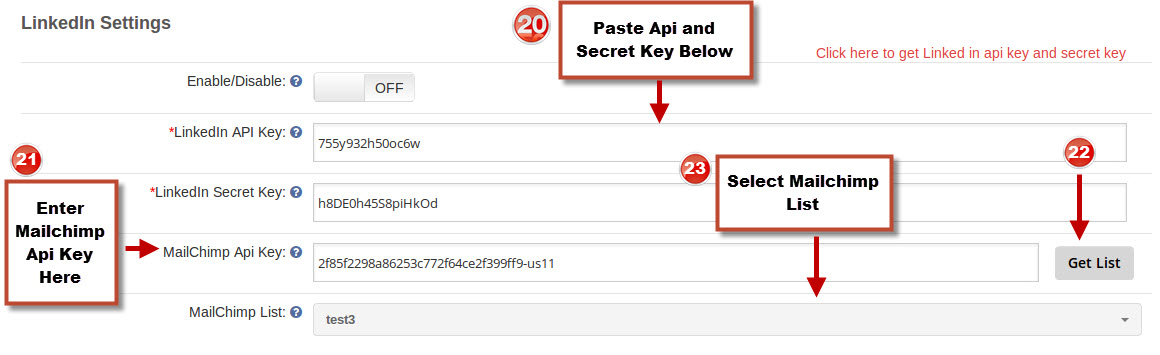 LinkedIn Settings
20
Paste Api and
Secret Key Below
Click here to get Linked in api key and secret key
Enable/Disable: ?
OFF
*LinkedIn API Key: ?
755y932h50oc6w
21
Enter
Mailchimp
Api Key
Here
*LinkedIn Secret Key: ?
h8DE0h45S8piHkOd
23
Select Mailchimp
List
22
MailChimp Api Key: ?
2f85f2298a86253c772f64ce2f399ff9-us11
Get List
MailChimp List: ?
test3